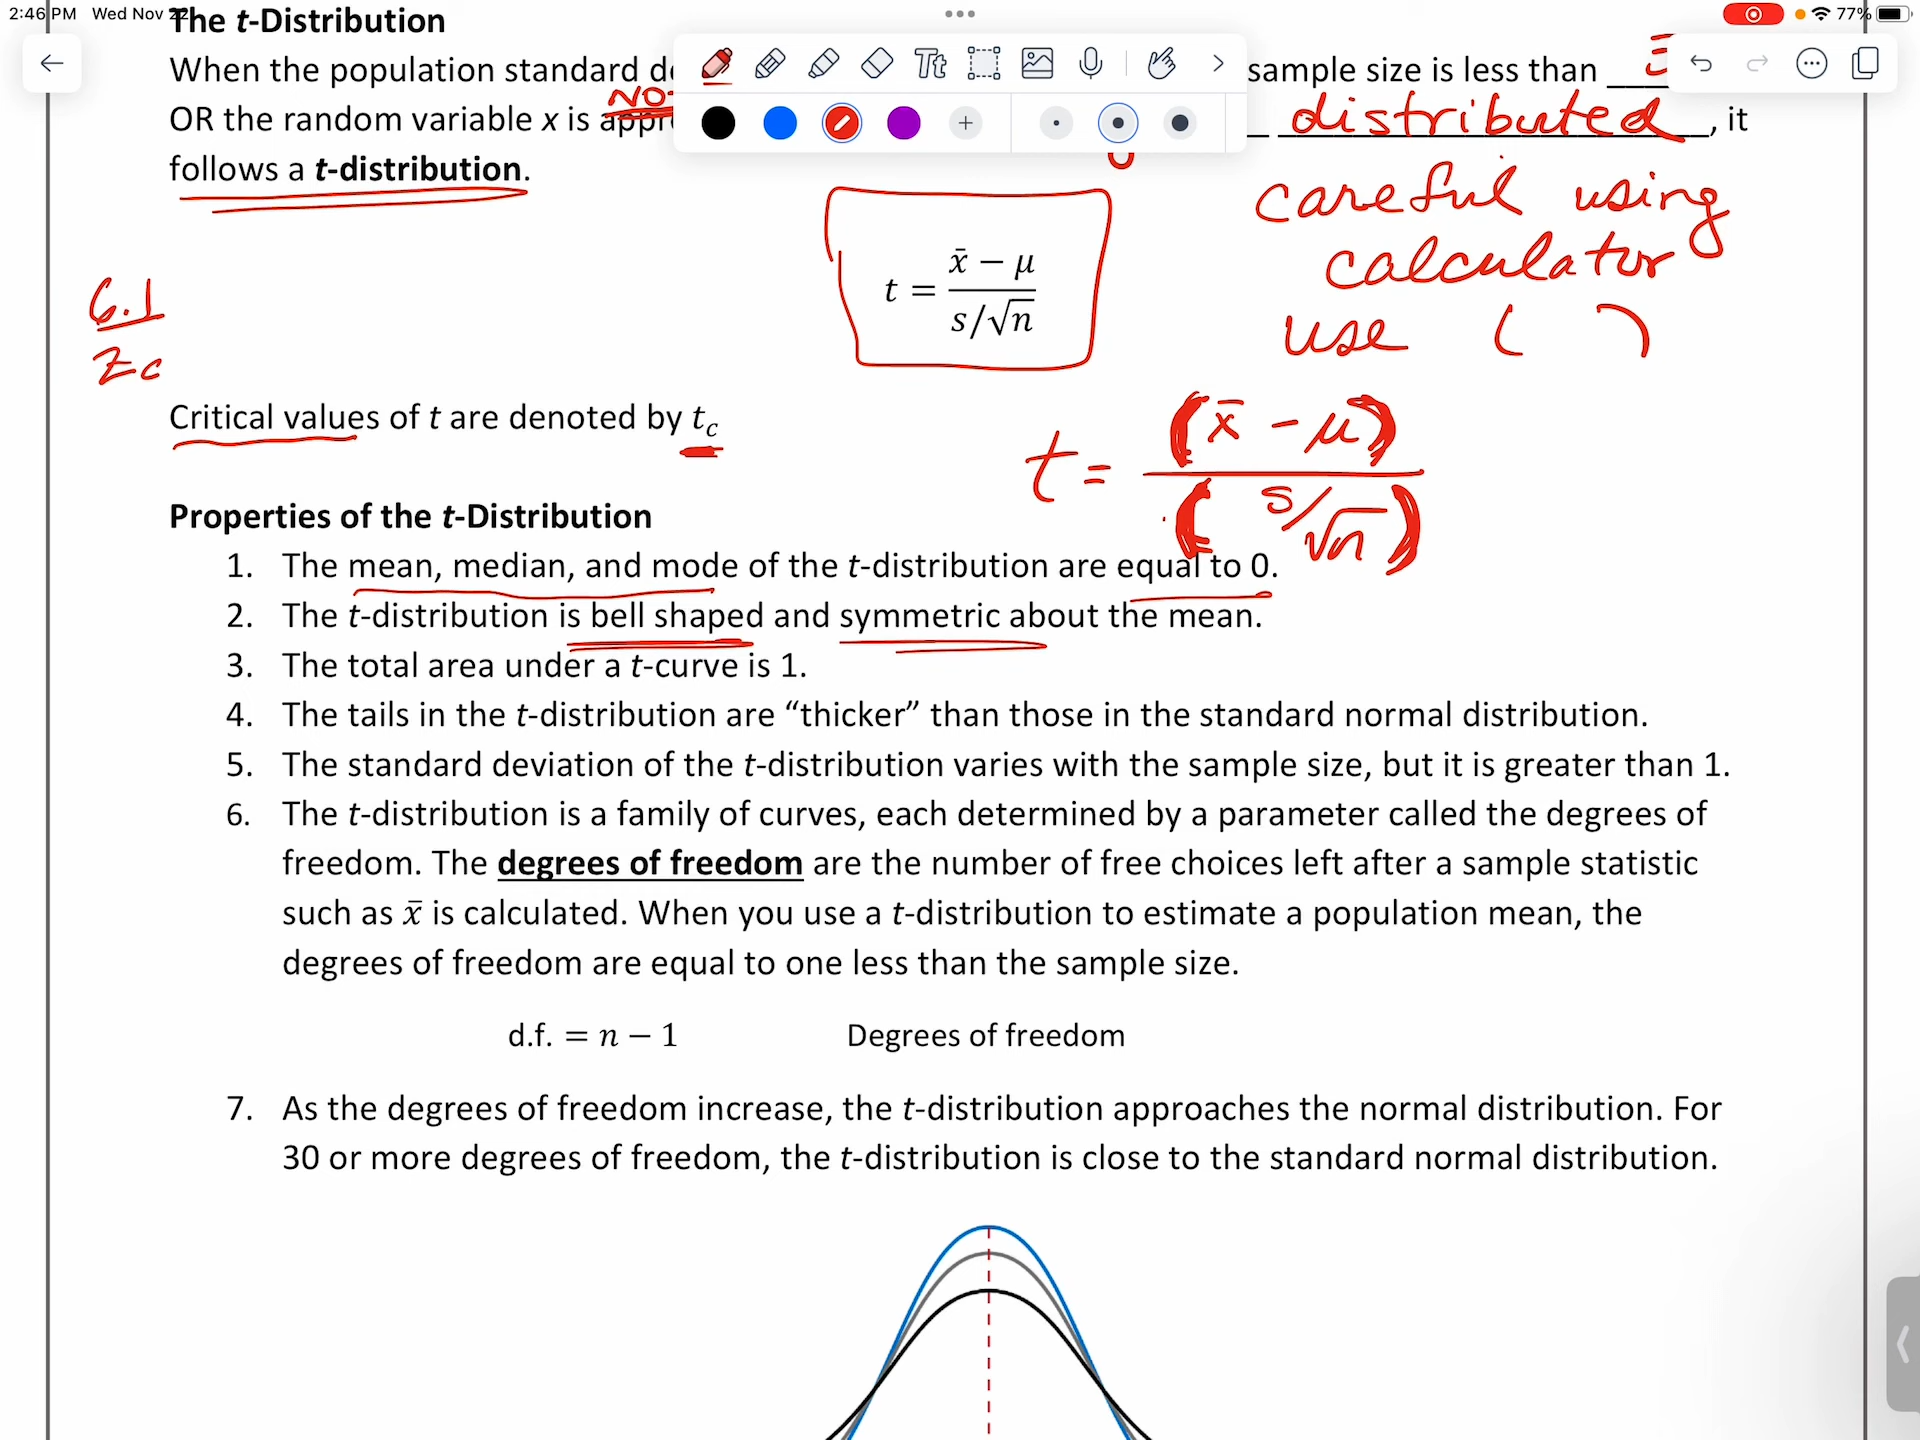 2:46 PM Wed Nov 22
77%
The t-Distribution
When the population standard sample size is less than
OR the random variable x is distributed, it
follows a t-distribution.
careful using
calculator
use ( )
t = x̄ − μ / s/√n
6.1
zc
Critical values of t are denoted by tc
t = (x̄ − μ) / (s/√n)
Properties of the t-Distribution
1. The mean, median, and mode of the t-distribution are equal to 0.
2. The t-distribution is bell shaped and symmetric about the mean.
3. The total area under a t-curve is 1.
4. The tails in the t-distribution are “thicker” than those in the standard normal distribution.
5. The standard deviation of the t-distribution varies with the sample size, but it is greater than 1.
6. The t-distribution is a family of curves, each determined by a parameter called the degrees of
freedom. The degrees of freedom are the number of free choices left after a sample statistic
such as x̄ is calculated. When you use a t-distribution to estimate a population mean, the
degrees of freedom are equal to one less than the sample size.
d.f. = n − 1 Degrees of freedom
7. As the degrees of freedom increase, the t-distribution approaches the normal distribution. For
30 or more degrees of freedom, the t-distribution is close to the standard normal distribution.